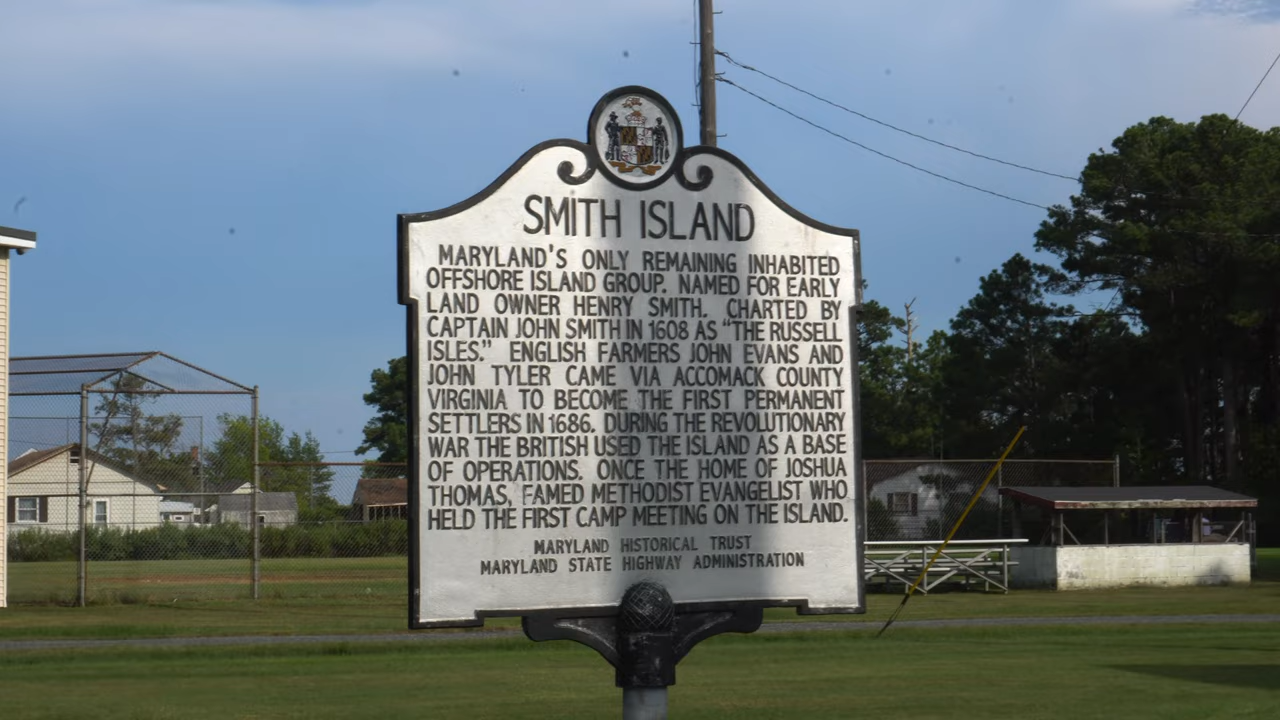 SMITH ISLAND
MARYLAND'S ONLY REMAINING INHABITED
OFFSHORE ISLAND GROUP. NAMED FOR EARLY
LAND OWNER HENRY SMITH. CHARTED BY
CAPTAIN JOHN SMITH IN 1608 AS "THE RUSSELL
ISLES." ENGLISH FARMERS JOHN EVANS AND
JOHN TYLER CAME VIA ACCOMACK COUNTY
VIRGINIA TO BECOME THE FIRST PERMANENT
SETTLERS IN 1686. DURING THE REVOLUTIONARY
WAR THE BRITISH USED THE ISLAND AS A BASE
OF OPERATIONS. ONCE THE HOME OF JOSHUA
THOMAS, FAMED METHODIST EVANGELIST WHO
HELD THE FIRST CAMP MEETING ON THE ISLAND.
MARYLAND HISTORICAL TRUST
MARYLAND STATE HIGHWAY ADMINISTRATION